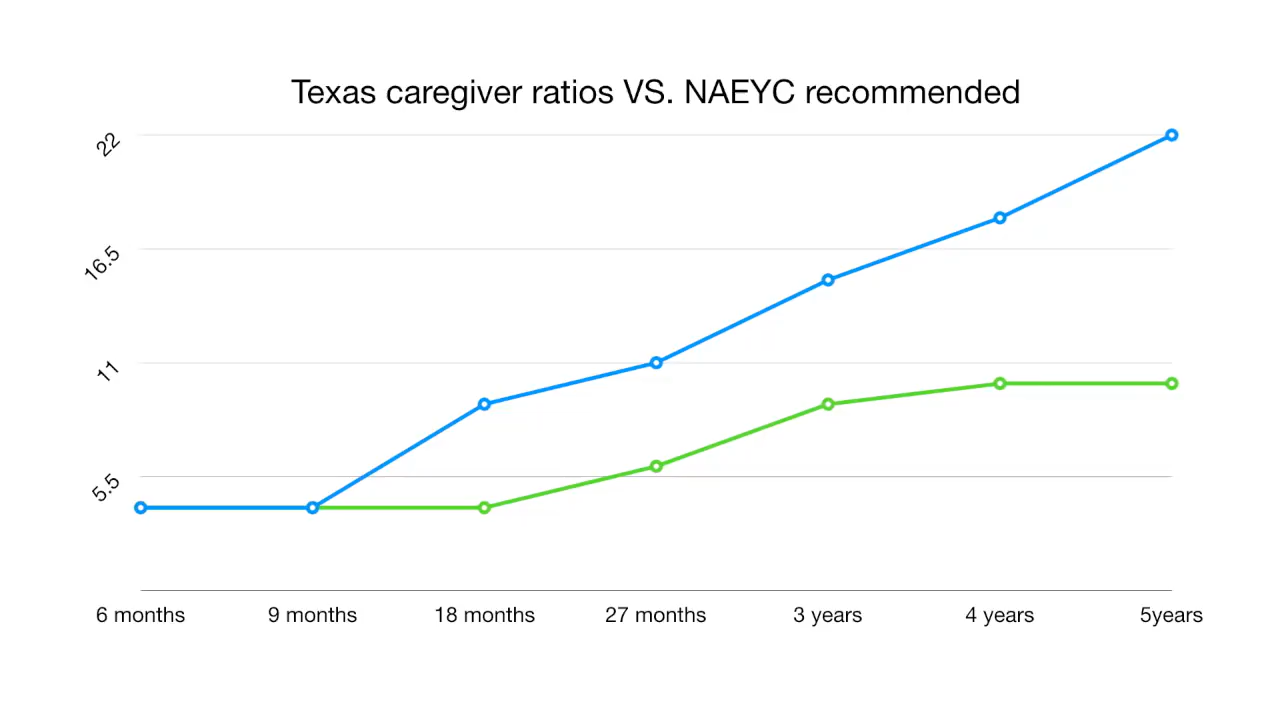 Texas caregiver ratios VS. NAEYC recommended
22
16.5
11
5.5
6 months 9 months 18 months 27 months 3 years 4 years 5years